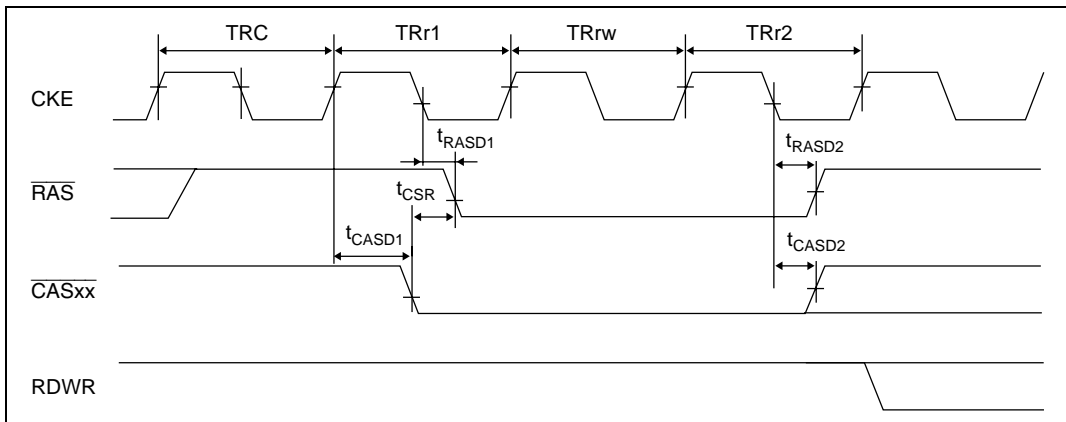 TRC TRr1 TRrw TRr2
CKE
tRASD1 tRASD2
RAS
tCSR
tCASD1 tCASD2
CASxx
RDWR